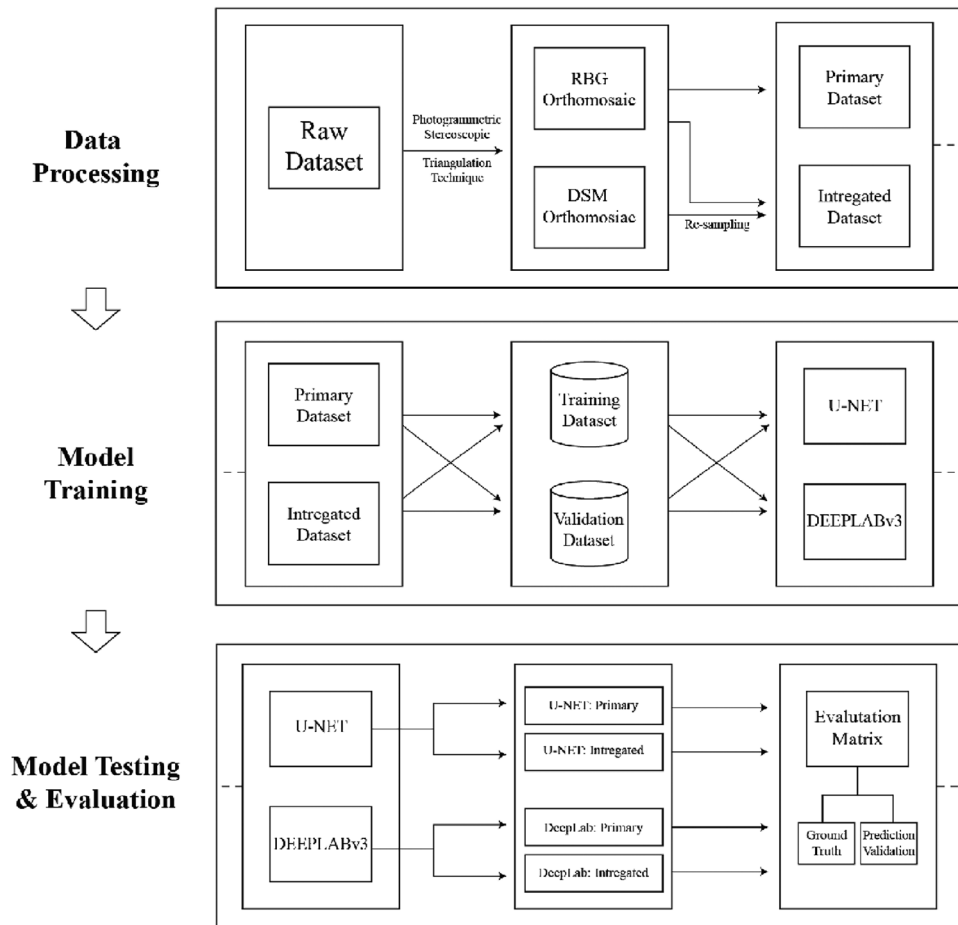 Data
Processing
Raw
Dataset
Photogrammetric
Stereoscopic
Triangulation
Technique
RBG
Orthomosaic
DSM
Orthomosiac
Re-sampling
Primary
Dataset
Intregated
Dataset
Model
Training
Primary
Dataset
Intregated
Dataset
Training
Dataset
Validation
Dataset
U-NET
DEEPLABv3
Model Testing
& Evaluation
U-NET
DEEPLABv3
U-NET: Primary
U-NET: Intregated
DeepLab: Primary
DeepLab: Intregated
Evalutation
Matrix
Ground
Truth
Prediction
Validation